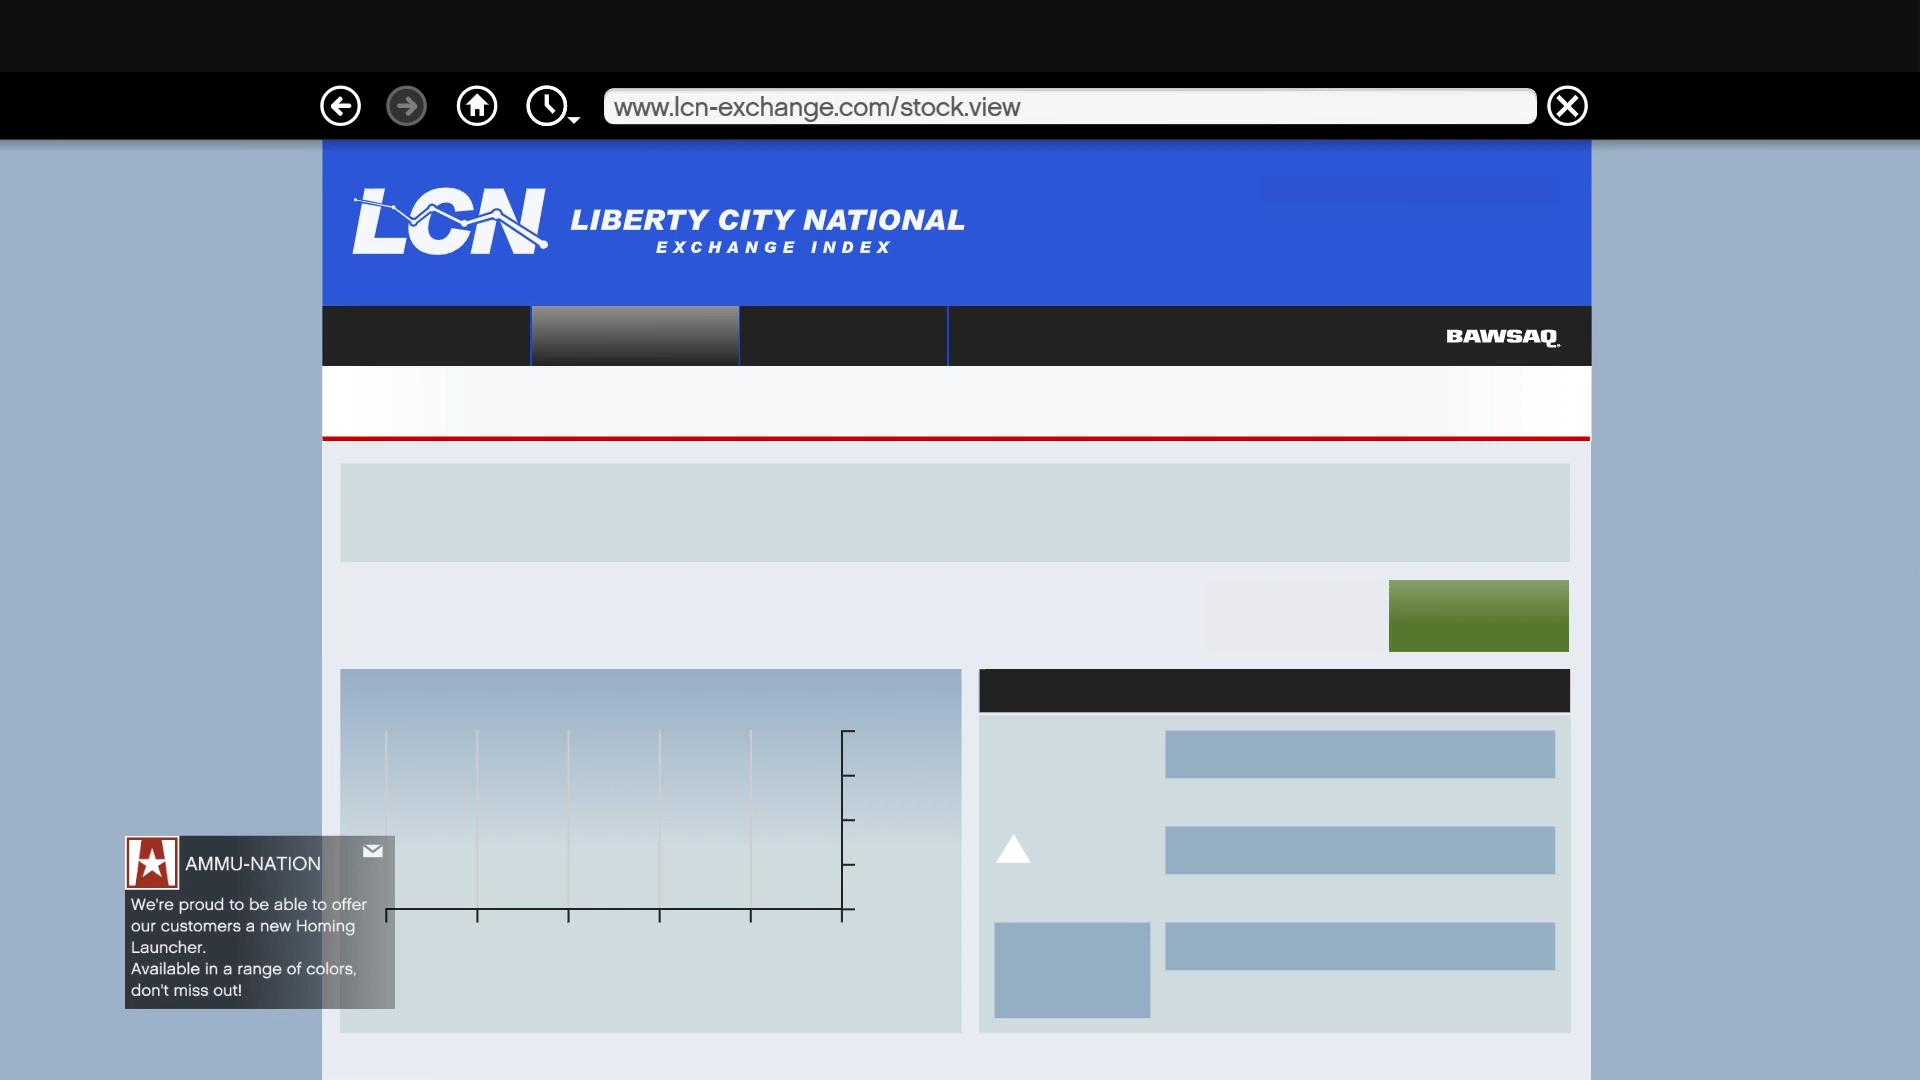 www.lcn-exchange.com/stock.view
LCN
LIBERTY CITY NATIONAL
EXCHANGE INDEX
BAWSAQ
AMMU-NATION
We're proud to be able to offer
our customers a new Homing
Launcher.
Available in a range of colors,
don't miss out!